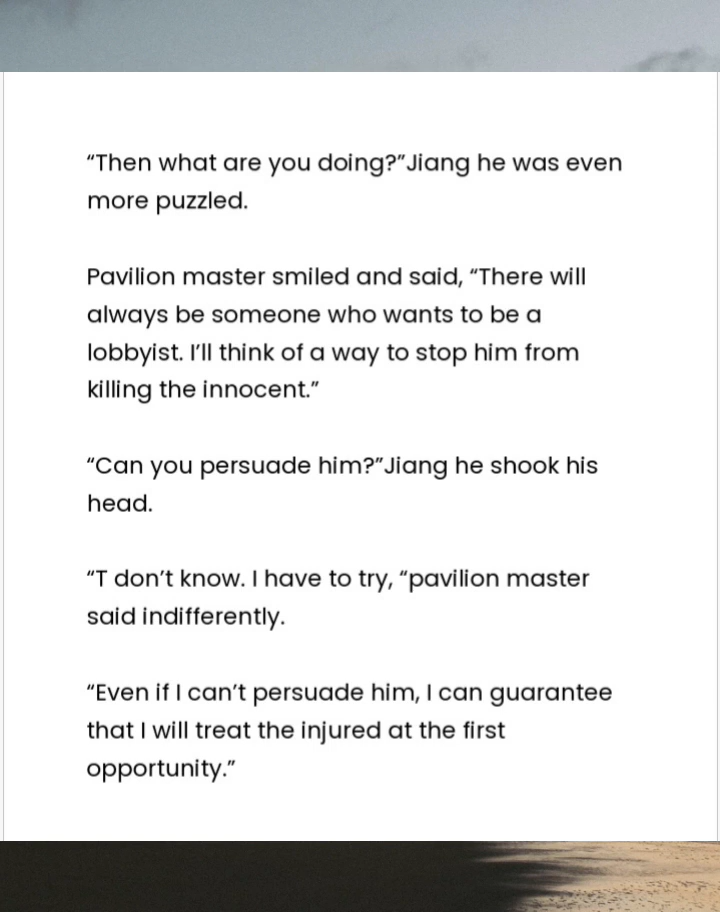 “Then what are you doing?”Jiang he was even
more puzzled.
Pavilion master smiled and said, “There will
always be someone who wants to be a
lobbyist. I’ll think of a way to stop him from
killing the innocent.”
“Can you persuade him?”Jiang he shook his
head.
“T don’t know. I have to try, “pavilion master
said indifferently.
“Even if I can’t persuade him, I can guarantee
that I will treat the injured at the first
opportunity.”